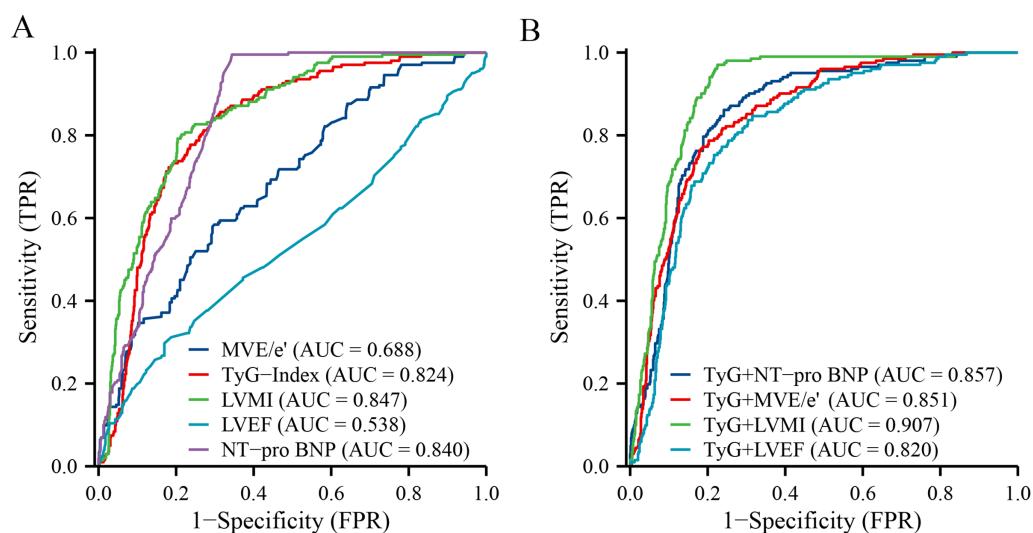 A
Sensitivity (TPR)
1.0
0.8
0.6
0.4
0.2
0.0
MVE/e' (AUC = 0.688)
TyG−Index (AUC = 0.824)
LVMI (AUC = 0.847)
LVEF (AUC = 0.538)
NT−pro BNP (AUC = 0.840)
0.0 0.2 0.4 0.6 0.8 1.0
1−Specificity (FPR)
B
Sensitivity (TPR)
1.0
0.8
0.6
0.4
0.2
0.0
TyG+NT−pro BNP (AUC = 0.857)
TyG+MVE/e' (AUC = 0.851)
TyG+LVMI (AUC = 0.907)
TyG+LVEF (AUC = 0.820)
0.0 0.2 0.4 0.6 0.8 1.0
1−Specificity (FPR)